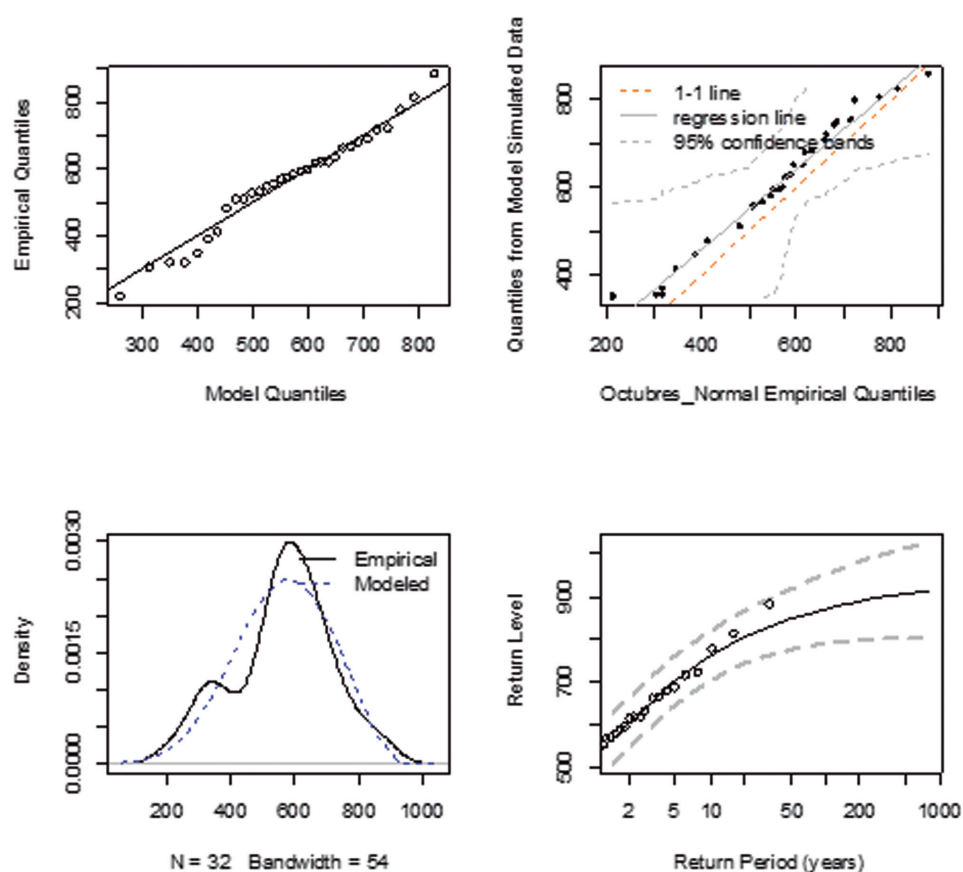 Empirical Quantiles
200
400
600
800
300
400
500
600
700
800
Model Quantiles
Quantiles from Model Simulated Data
400
600
800
1-1 line
regression line
95% confidence bands
200
400
600
800
Octubres_Normal Empirical Quantiles
Density
0.0000
0.0015
0.0030
Empirical
Modeled
200
400
600
800
1000
N = 32 Bandwidth = 54
Return Level
500
700
900
2
5
10
50
200
1000
Return Period (years)